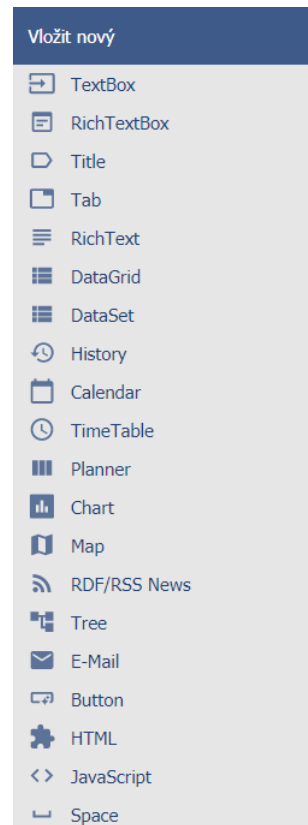 Vložit nový
TextBox
RichTextBox
Title
Tab
RichText
DataGrid
DataSet
History
Calendar
TimeTable
Planner
Chart
Map
RDF/RSS News
Tree
E-Mail
Button
HTML
JavaScript
Space